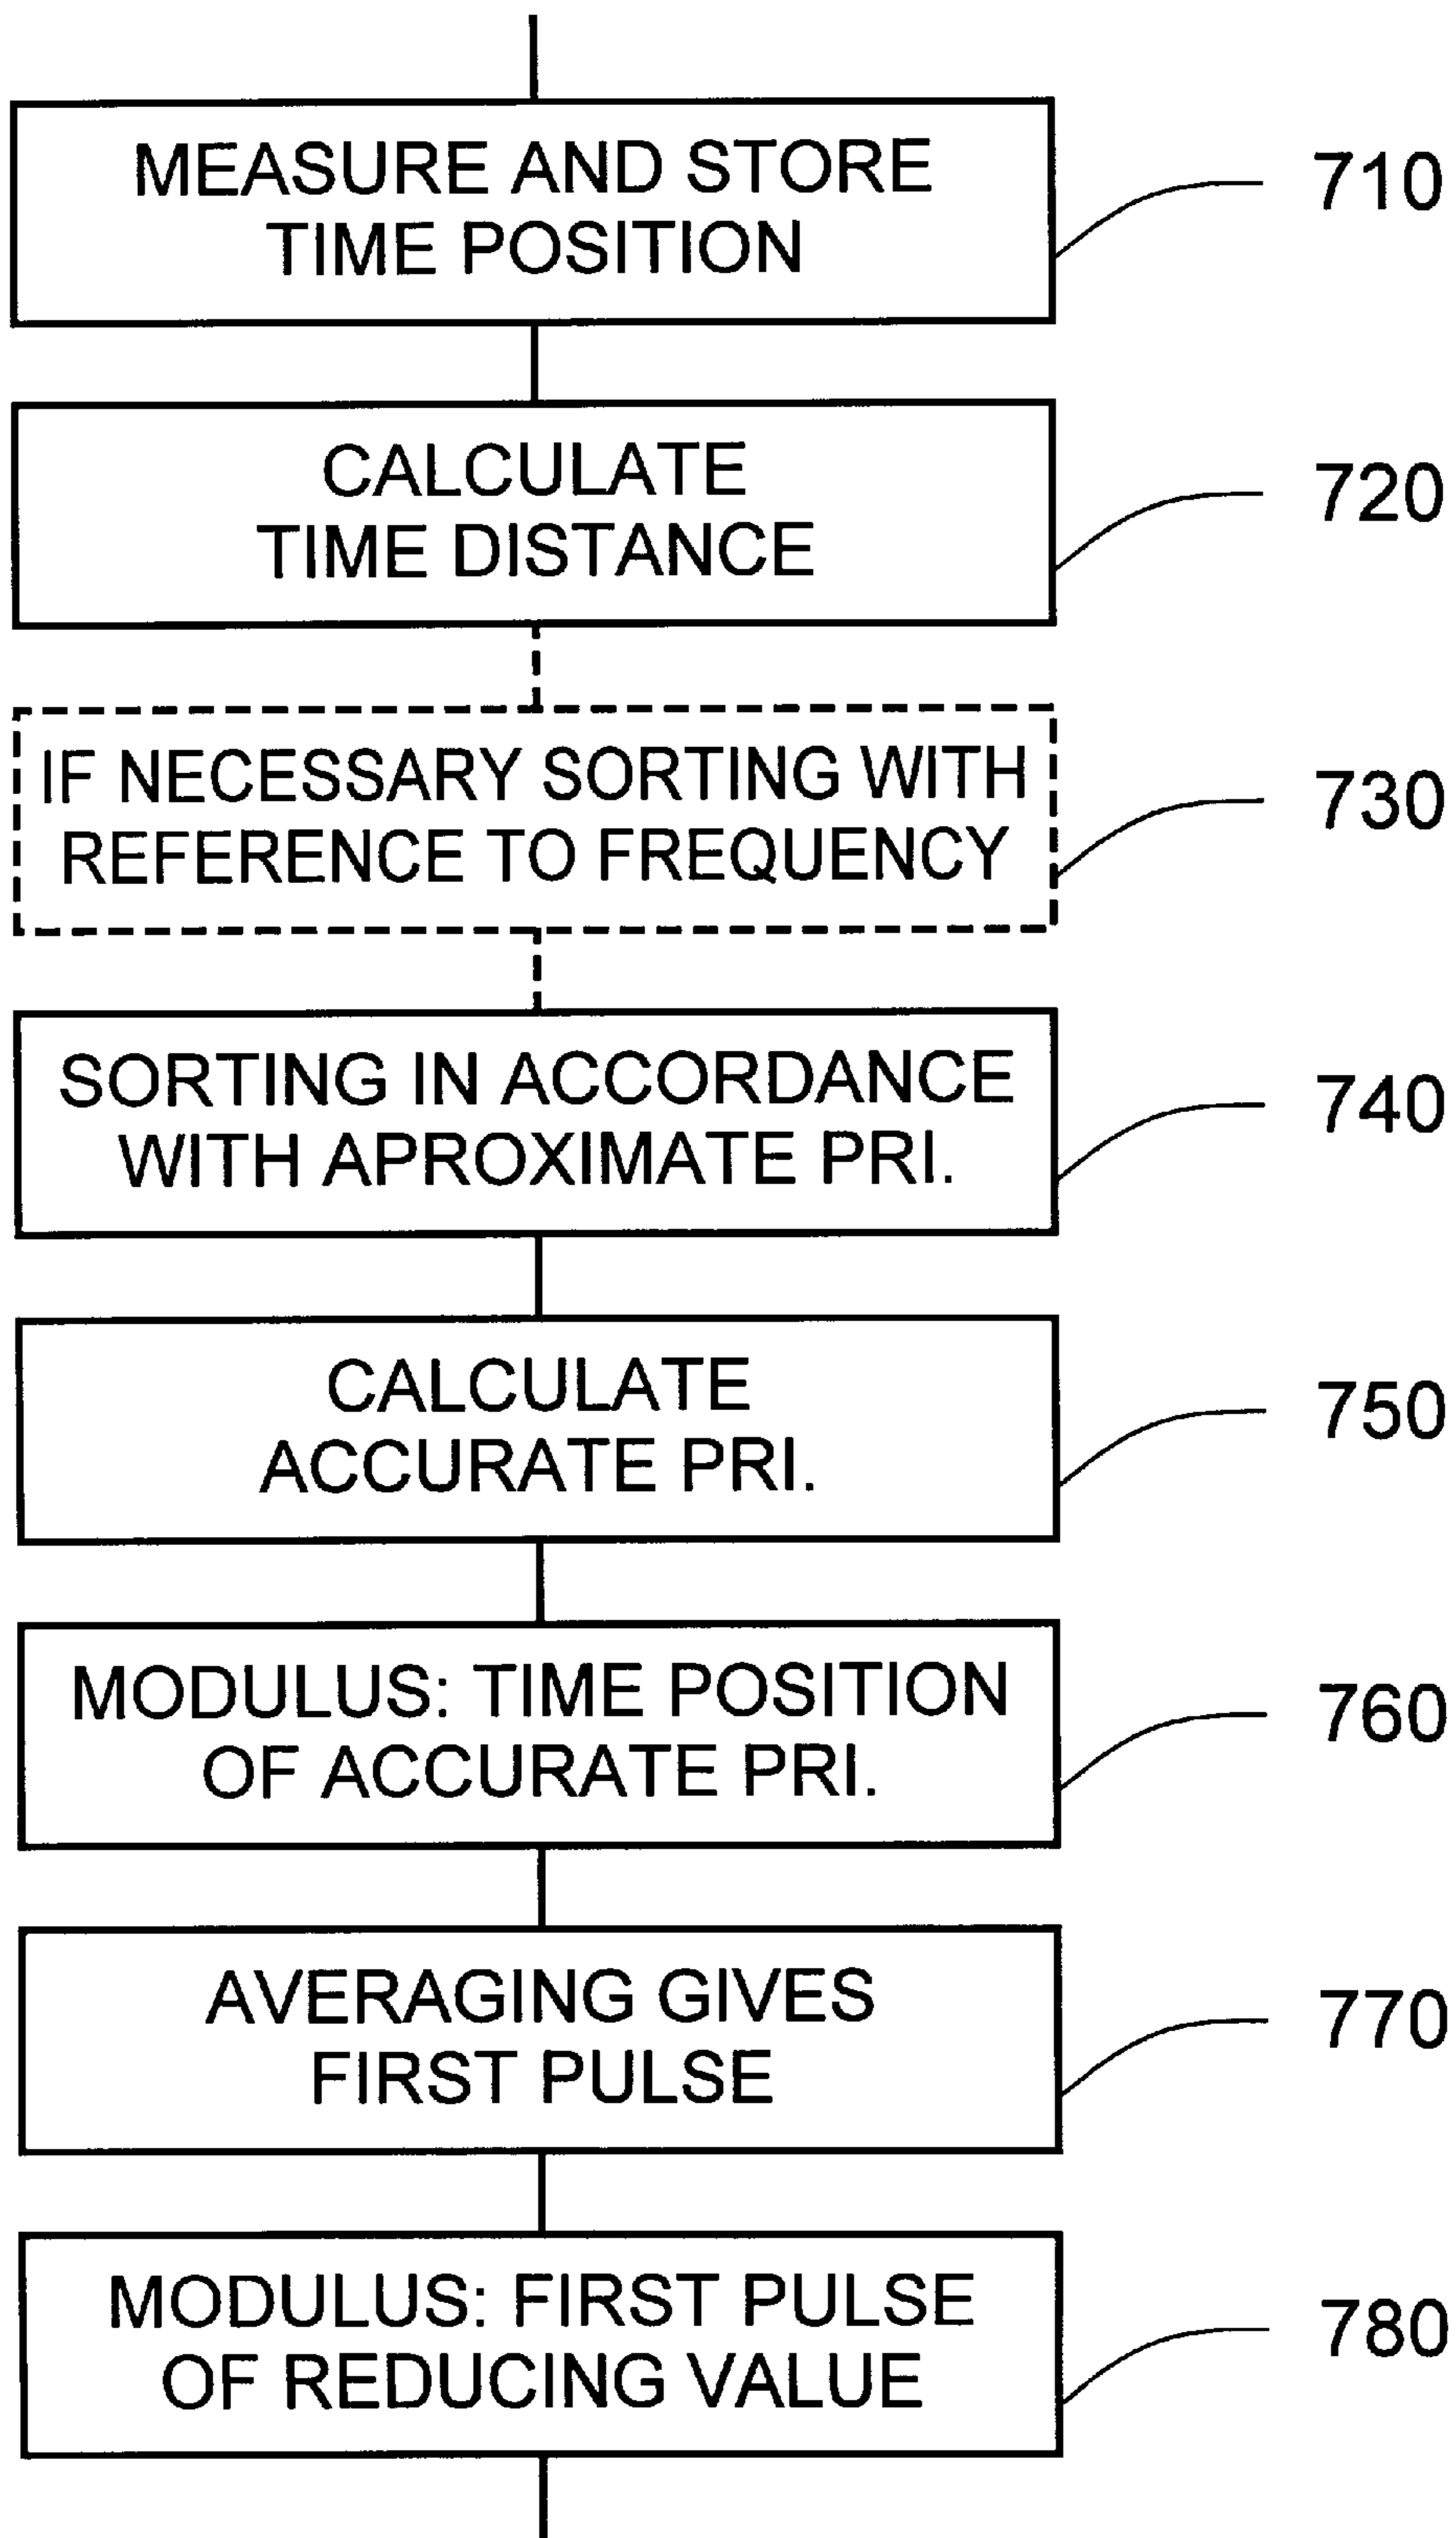 MEASURE AND STORE
TIME POSITION
710
CALCULATE
TIME DISTANCE
720
IF NECESSARY SORTING WITH
REFERENCE TO FREQUENCY
730
SORTING IN ACCORDANCE
WITH APROXIMATE PRI.
740
CALCULATE
ACCURATE PRI.
750
MODULUS: TIME POSITION
OF ACCURATE PRI.
760
AVERAGING GIVES
FIRST PULSE
770
MODULUS: FIRST PULSE
OF REDUCING VALUE
780